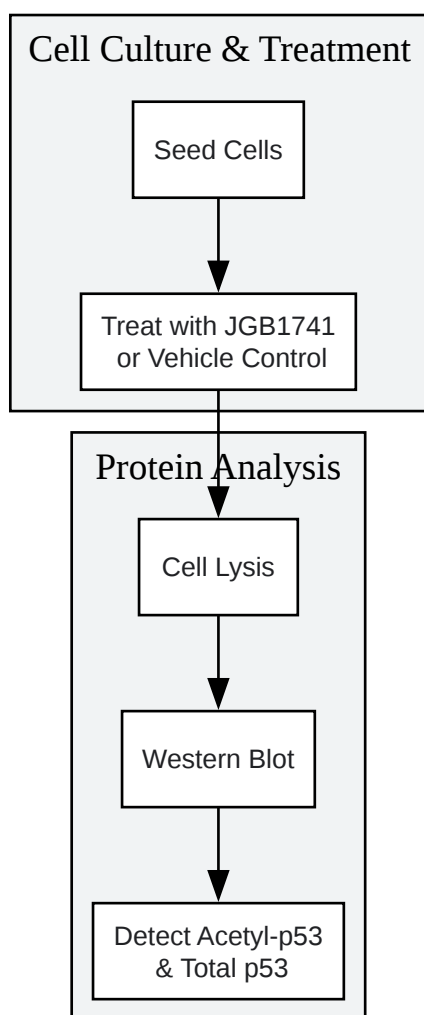 Cell Culture & Treatment
Seed Cells
Treat with JGB1741
or Vehicle Control
Protein Analysis
Cell Lysis
Western Blot
Detect Acetyl-p53
& Total p53